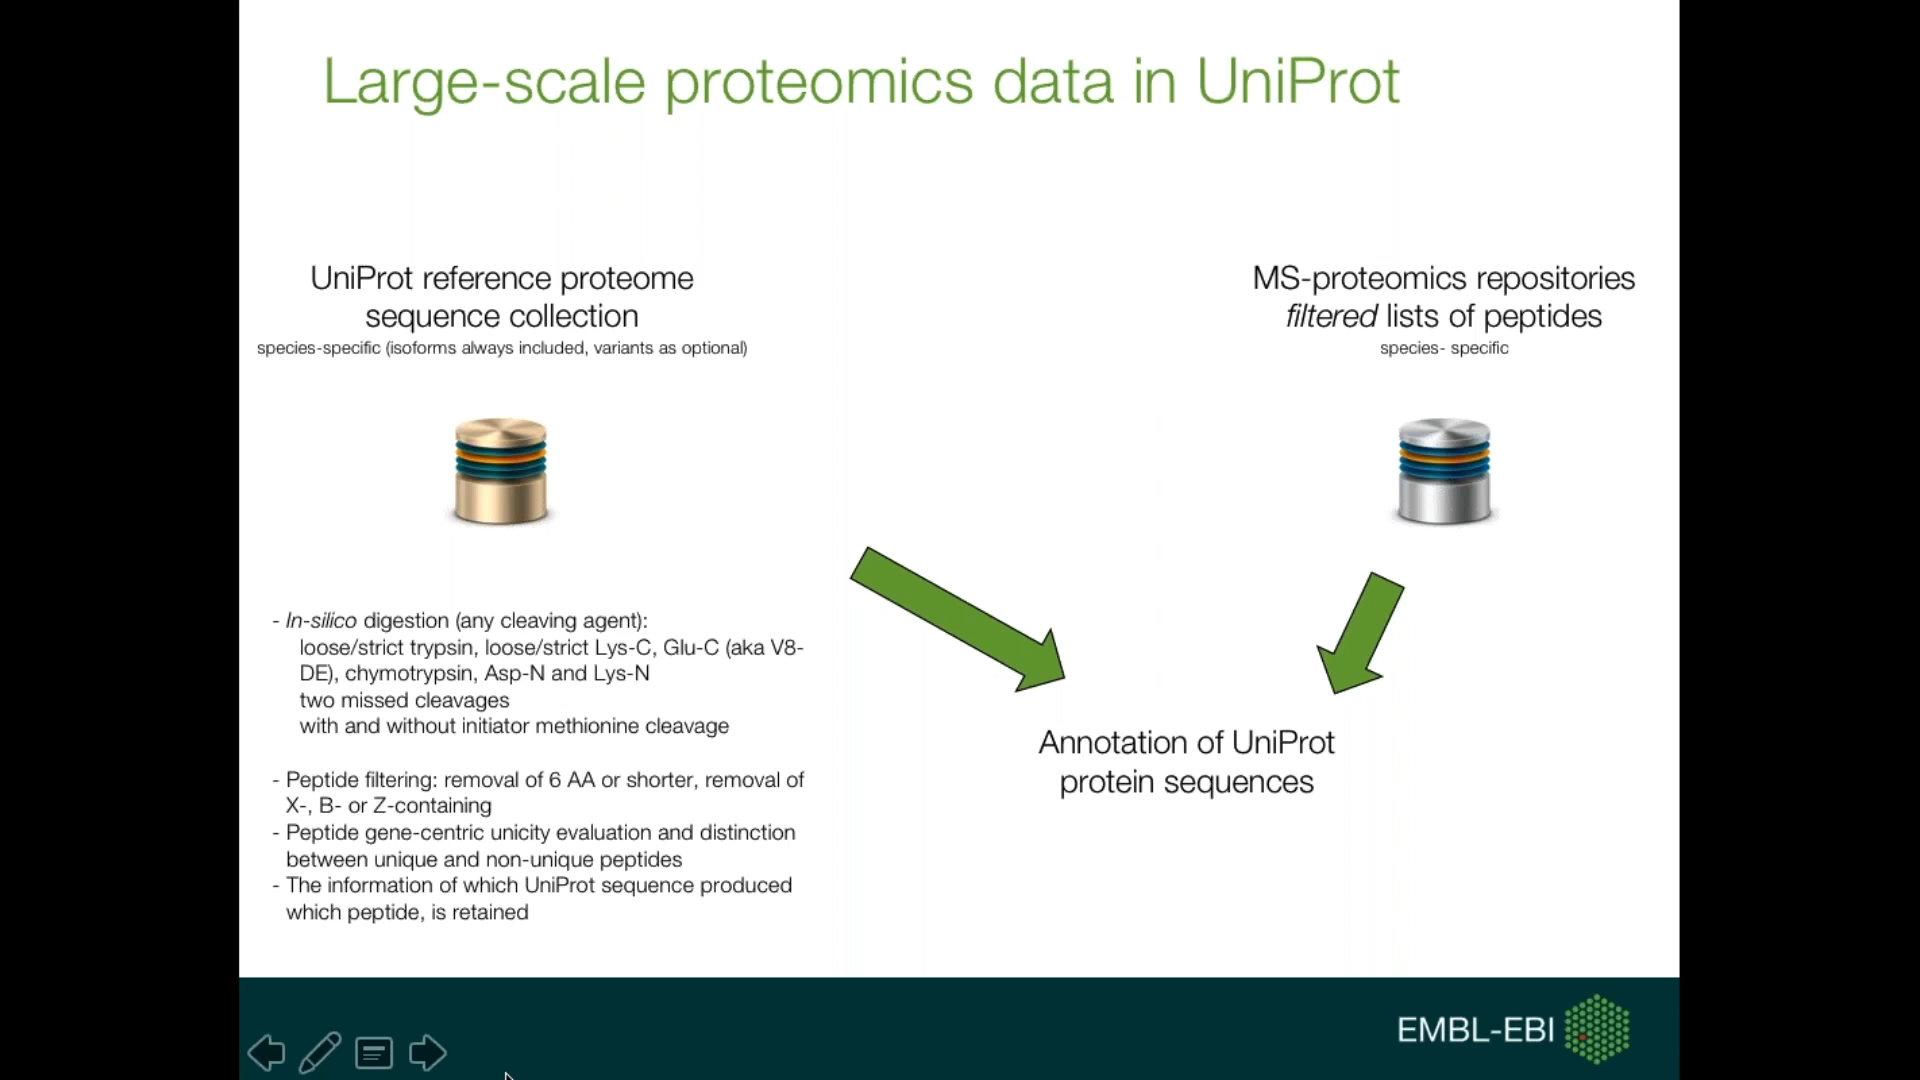 Large-scale proteomics data in UniProt
UniProt reference proteome
sequence collection
species-specific (isoforms always included, variants as optional)
MS-proteomics repositories
filtered lists of peptides
species- specific
- In-silico digestion (any cleaving agent):
loose/strict trypsin, loose/strict Lys-C, Glu-C (aka V8-
DE), chymotrypsin, Asp-N and Lys-N
two missed cleavages
with and without initiator methionine cleavage
- Peptide filtering: removal of 6 AA or shorter, removal of
X-, B- or Z-containing
- Peptide gene-centric unicity evaluation and distinction
between unique and non-unique peptides
- The information of which UniProt sequence produced
which peptide, is retained
Annotation of UniProt
protein sequences
EMBL-EBI